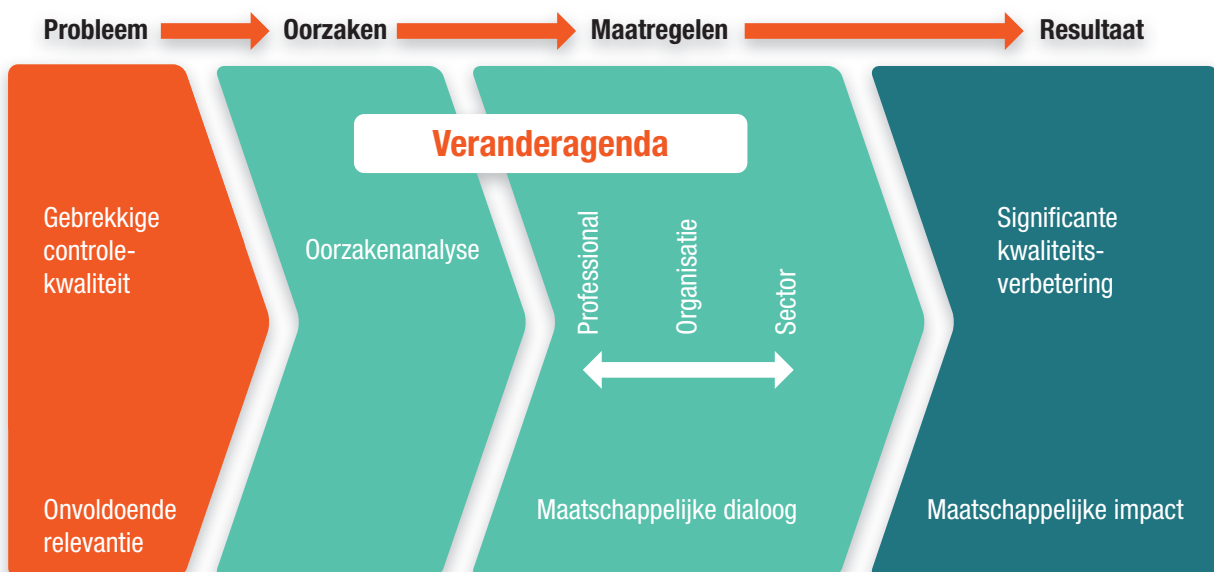 Probleem
Oorzaken
Maatregelen
Resultaat
Veranderagenda
Gebrekkige
controle-
kwaliteit
Oorzakenanalyse
Professional
Organisatie
Sector
Significante
kwaliteits-
verbetering
Onvoldoende
relevantie
Maatschappelijke dialoog
Maatschappelijke impact